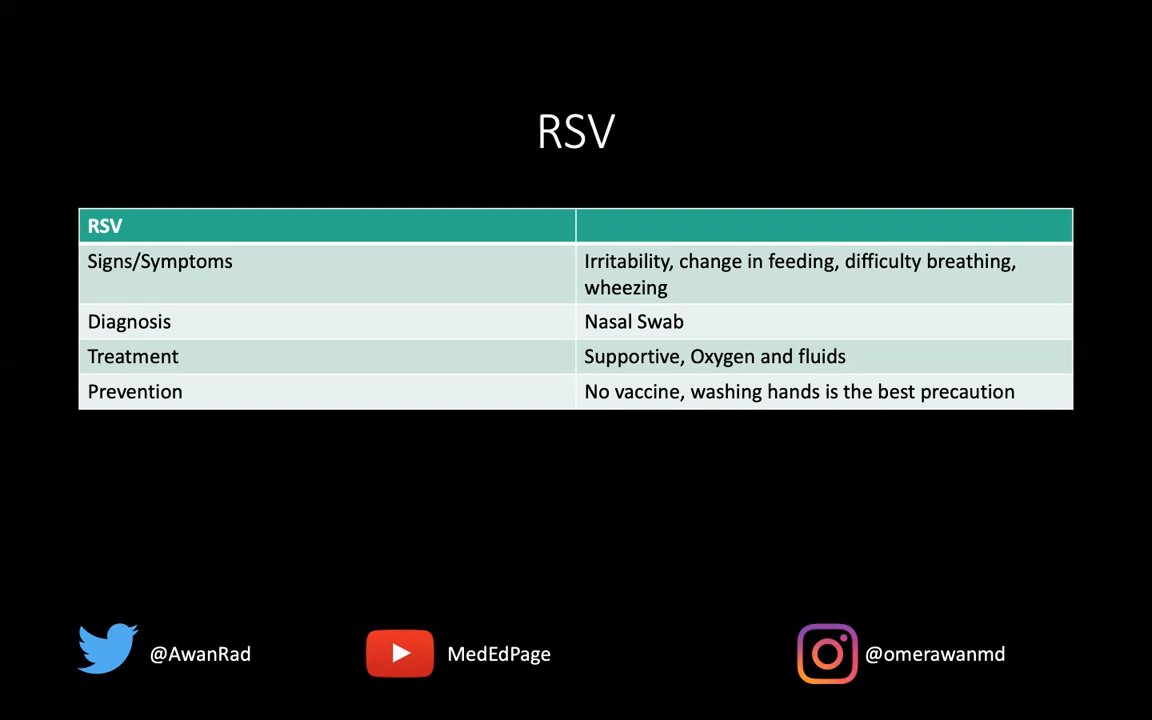 RSV
RSV
Signs/Symptoms
Irritability, change in feeding, difficulty breathing,
wheezing
Diagnosis
Nasal Swab
Treatment
Supportive, Oxygen and fluids
Prevention
No vaccine, washing hands is the best precaution
@AwanRad
MedEdPage
@omerawanmd